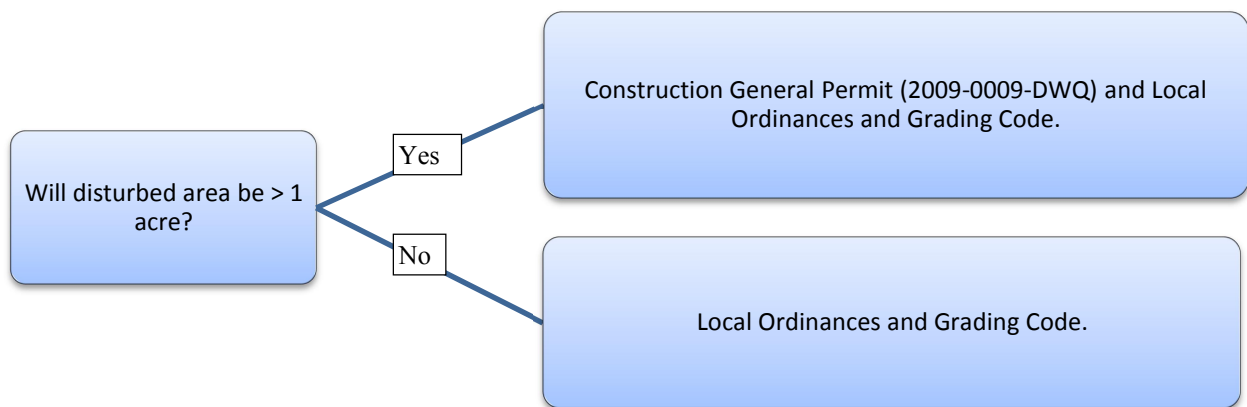 Construction General Permit (2009-0009-DWQ) and Local
Ordinances and Grading Code.
Yes
Will disturbed area be > 1
acre?
No
Local Ordinances and Grading Code.